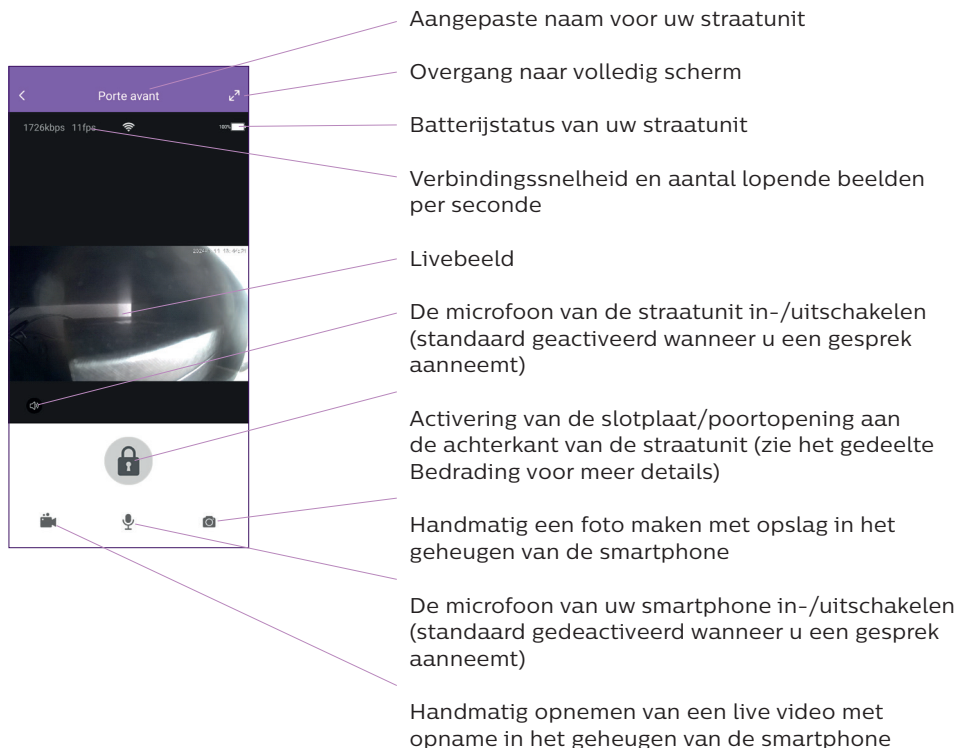 Aangepaste naam voor uw straatunit
Overgang naar volledig scherm
Porte avant
1726kbps 11fps
100%
Batterijstatus van uw straatunit
Verbindingssnelheid en aantal lopende beelden
per seconde
Livebeeld
De microfoon van de straatunit in-/uitschakelen
(standaard geactiveerd wanneer u een gesprek
aanneemt)
Activering van de slotplaat/poortopening aan
de achterkant van de straatunit (zie het gedeelte
Bedrading voor meer details)
Handmatig een foto maken met opslag in het
geheugen van de smartphone
De microfoon van uw smartphone in-/uitschakelen
(standaard gedeactiveerd wanneer u een gesprek
aanneemt)
Handmatig opnemen van een live video met
opname in het geheugen van de smartphone